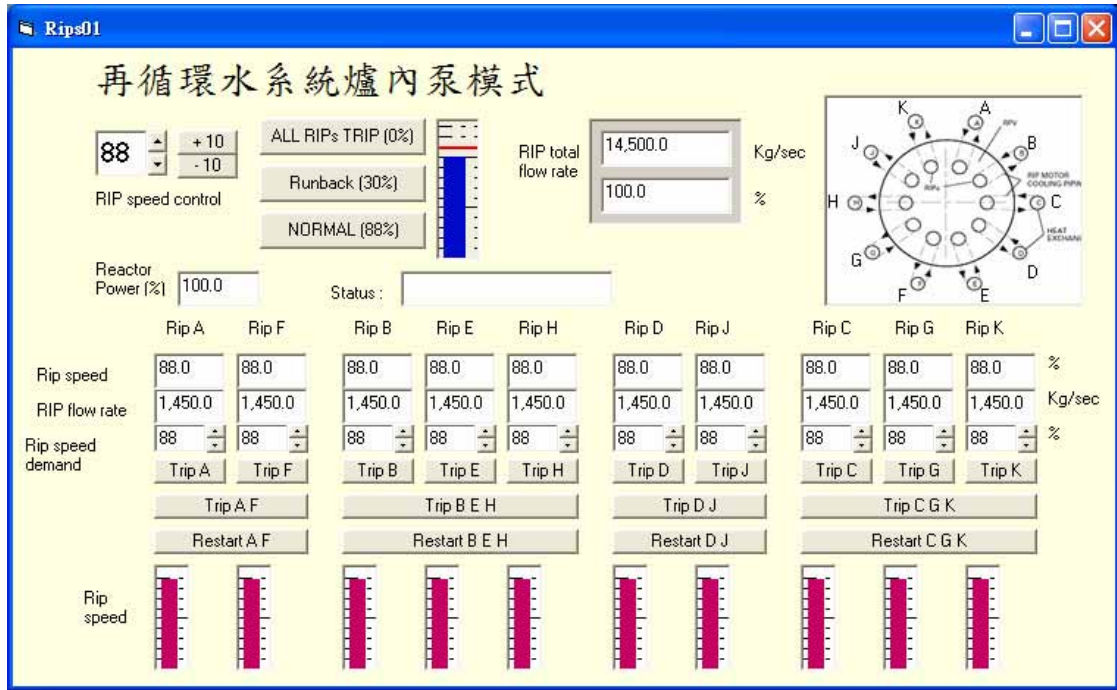 Rips01
再循環水系統爐內泵模式
88
+ 10
- 10
RIP speed control
ALL RIPs TRIP (0%)
Runback (30%)
NORMAL (88%)
RIP total
flow rate
14,500.0 Kg/sec
100.0 %
K A
J B
H C
G D
F E
RPV
RIPs
RIP MOTOR
COOLING PIPIN
HEAT
EXCHAN
Reactor
Power (%) 100.0
Status :
Rip A Rip F Rip B Rip E Rip H Rip D Rip J Rip C Rip G Rip K
Rip speed 88.0 88.0 88.0 88.0 88.0 88.0 88.0 88.0 88.0 88.0 %
RIP flow rate 1,450.0 1,450.0 1,450.0 1,450.0 1,450.0 1,450.0 1,450.0 1,450.0 1,450.0 1,450.0 Kg/sec
Rip speed
demand 88 88 88 88 88 88 88 88 88 88 %
Trip A Trip F Trip B Trip E Trip H Trip D Trip J Trip C Trip G Trip K
Trip A F Trip B E H Trip D J Trip C G K
Restart A F Restart B E H Restart D J Restart C G K
Rip
speed